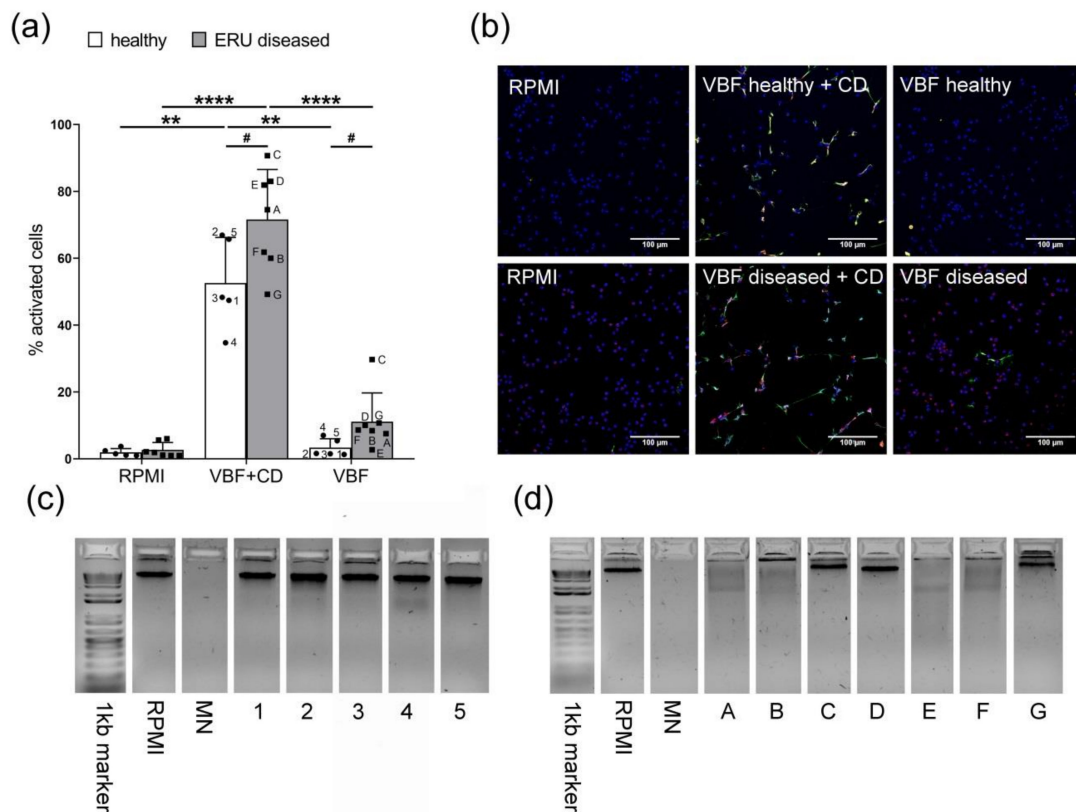 (a)
healthy
ERU diseased
**** ****
** **
# #
% activated cells
100
80
60
40
20
0
C
E D
A
2 5
F B
G
3 1
4
C
4 5
D G
F B A
2 3 1 E
RPMI VBF+CD VBF
(b)
RPMI VBF healthy + CD VBF healthy
100 µm 100 µm 100 µm
RPMI VBF diseased + CD VBF diseased
100 µm 100 µm 100 µm
(c)
1kb marker RPMI MN 1 2 3 4 5
(d)
1kb marker RPMI MN A B C D E F G